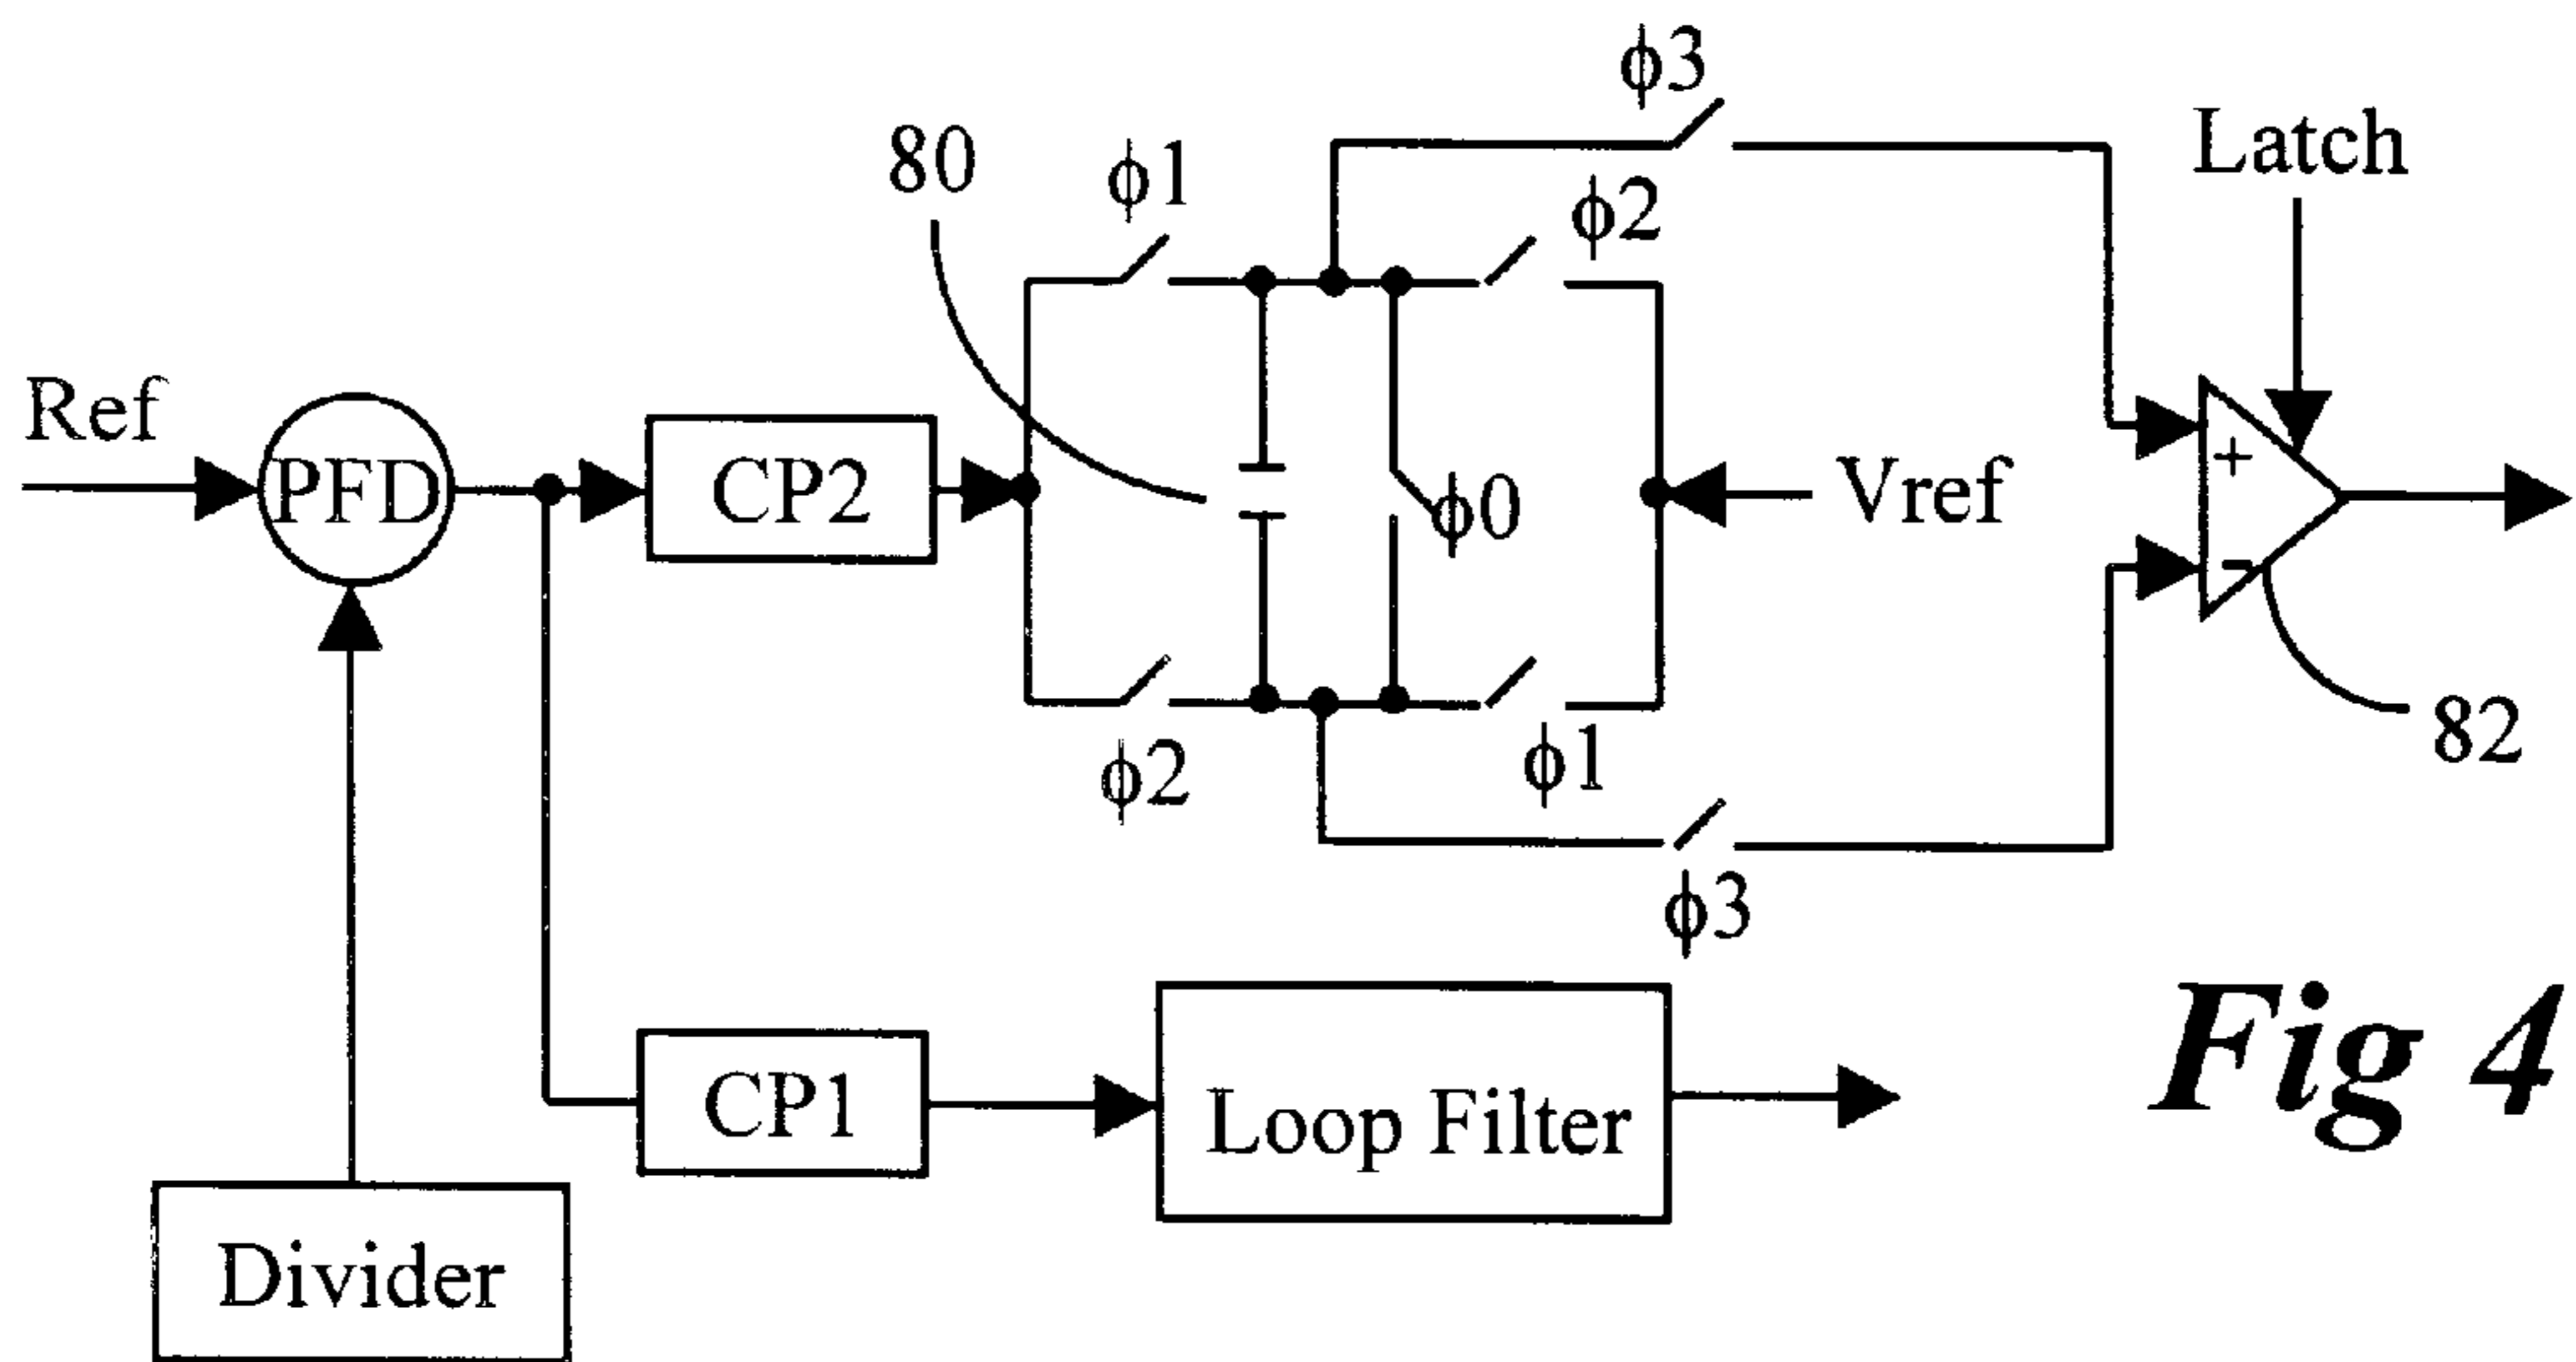 ϕ3
Latch
80
ϕ1
ϕ2
Ref
PFD
CP2
ϕ0
Vref
+
-
ϕ2
ϕ1
82
ϕ3
CP1
Loop Filter
Fig 4
Divider